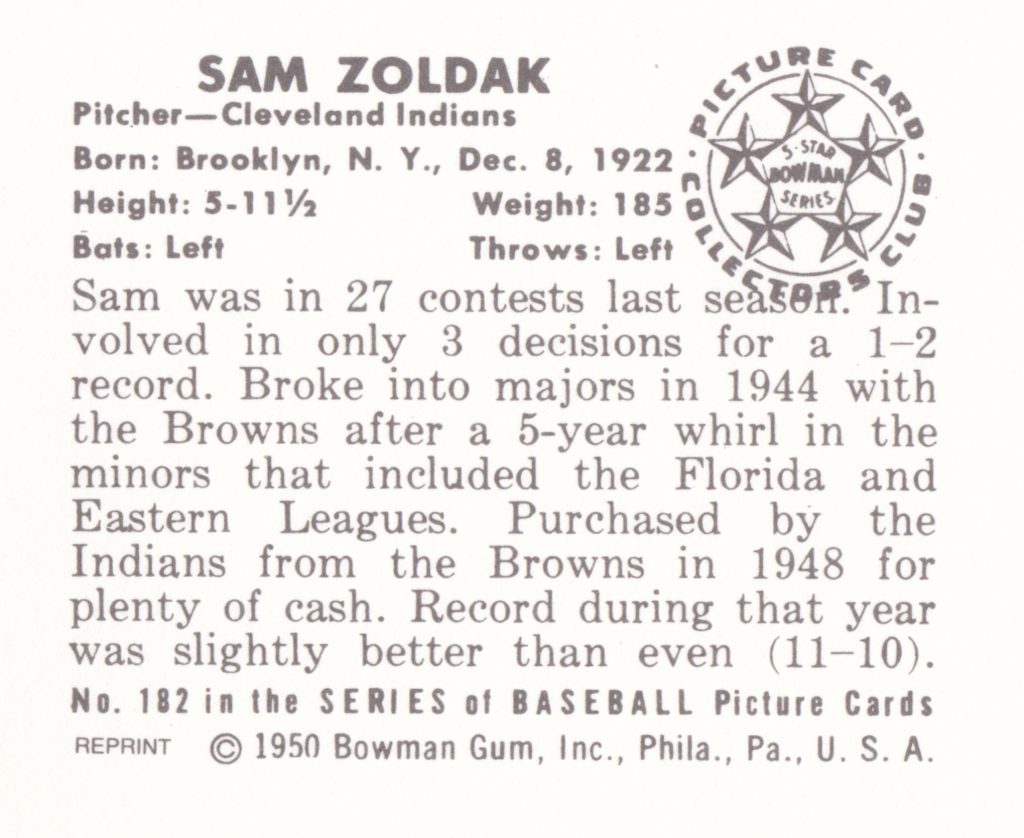 SAM ZOLDAK
Pitcher—Cleveland Indians
Born: Brooklyn, N. Y., Dec. 8, 1922
Height: 5-11½ Weight: 185
Bats: Left Throws: Left
· PICTURE CARD ·
COLLECTORS CLUB
5-STAR
BOWMAN
SERIES
Sam was in 27 contests last season. In-
volved in only 3 decisions for a 1–2
record. Broke into majors in 1944 with
the Browns after a 5-year whirl in the
minors that included the Florida and
Eastern Leagues. Purchased by the
Indians from the Browns in 1948 for
plenty of cash. Record during that year
was slightly better than even (11–10).
No. 182 in the SERIES of BASEBALL Picture Cards
REPRINT © 1950 Bowman Gum, Inc., Phila., Pa., U. S. A.